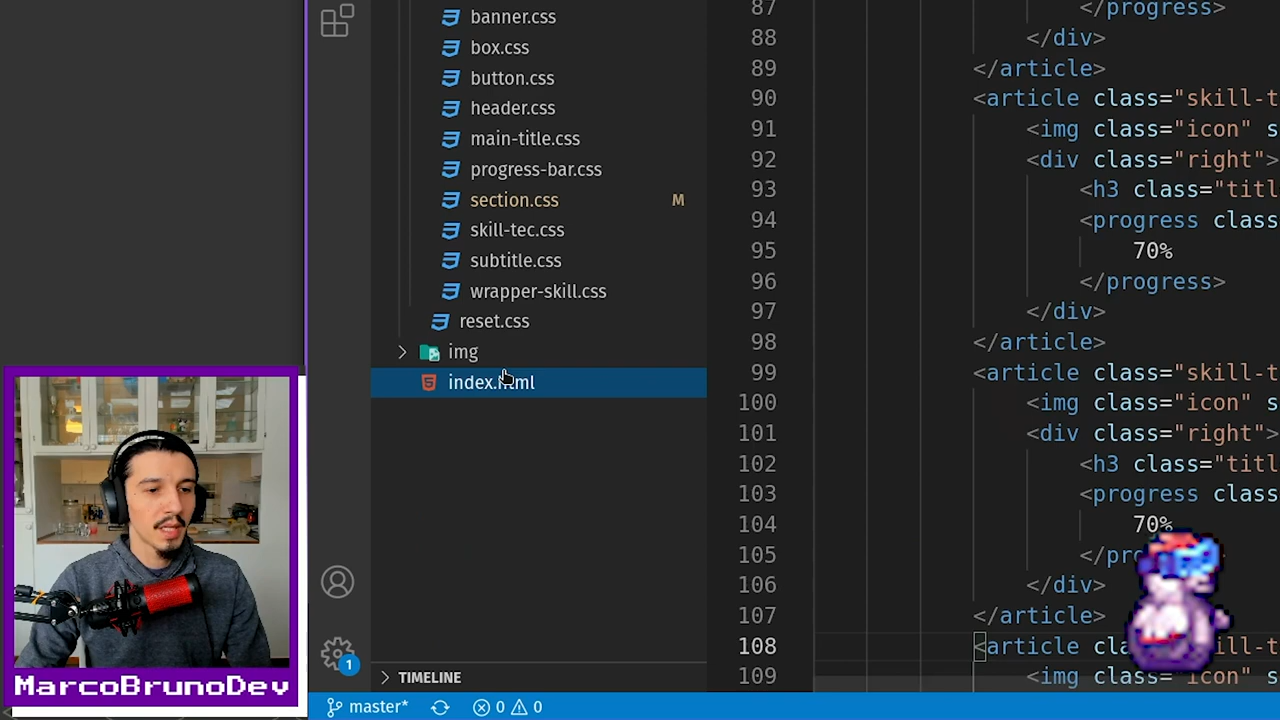 banner.css
box.css
button.css
header.css
main-title.css
progress-bar.css
section.css M
skill-tec.css
subtitle.css
wrapper-skill.css
reset.css
img
index.html
TIMELINE
87 </progress>
88 </div>
89 </article>
90 <article class="skill-t
91 <img class="icon" s
92 <div class="right">
93 <h3 class="titl
94 <progress class
95 70%
96 </progress>
97 </div>
98 </article>
99 <article class="skill-t
100 <img class="icon" s
101 <div class="right">
102 <h3 class="titl
103 <progress class
104 70%
105 </pro
106 </div>
107 </article>
108 <article cla ill-t
109 <img class="icon" s
1
MarcoBrunoDev
master* 0 0